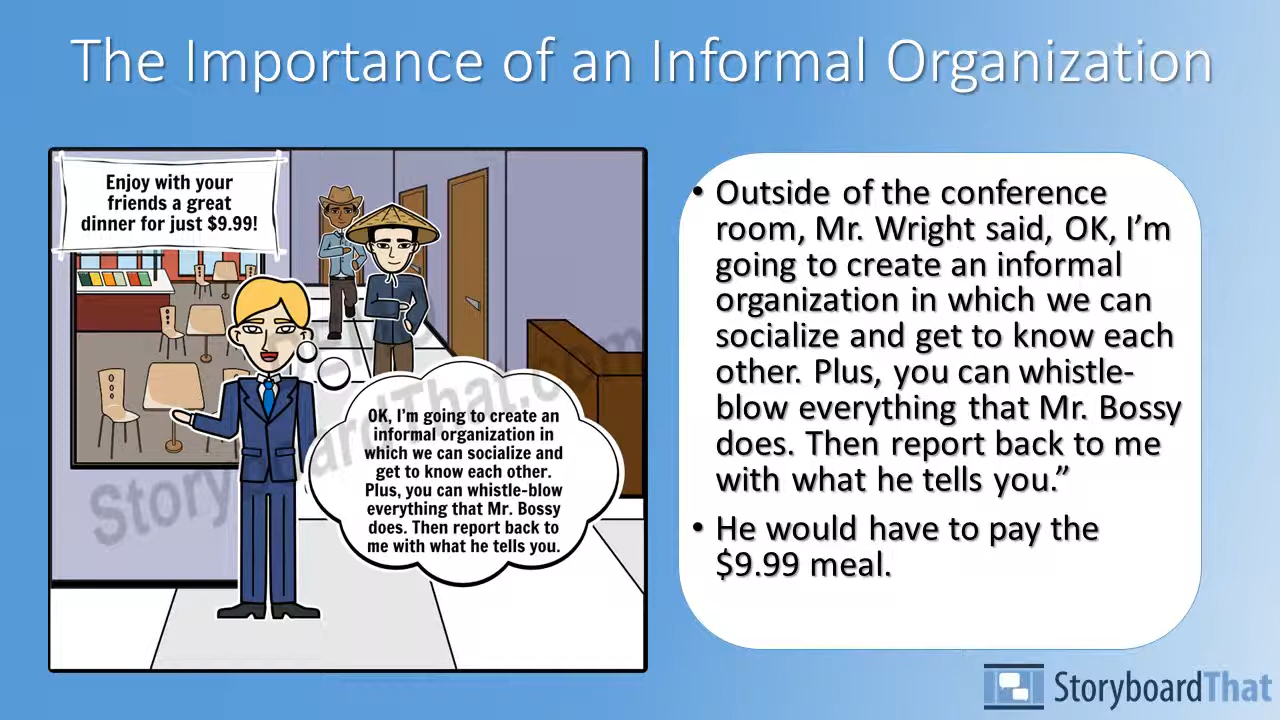 The Importance of an Informal Organization
Enjoy with your
friends a great
dinner for just $9.99!
OK, I'm going to create an
informal organization in
which we can socialize and
get to know each other.
Plus, you can whistle-blow
everything that Mr. Bossy
does. Then report back to
me with what he tells you.
• Outside of the conference
room, Mr. Wright said, OK, I’m
going to create an informal
organization in which we can
socialize and get to know each
other. Plus, you can whistle-
blow everything that Mr. Bossy
does. Then report back to me
with what he tells you.”
• He would have to pay the
$9.99 meal.
StoryboardThat